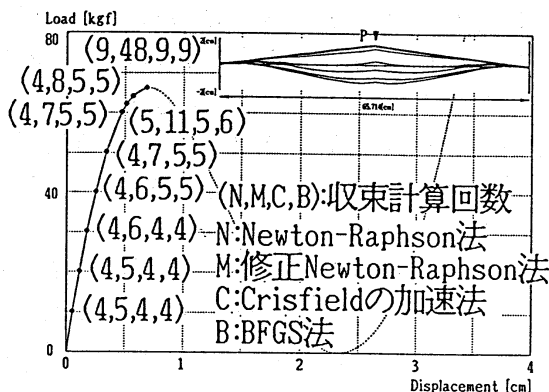 Load [kgf]
80
(9,48,9,9)
P
2[cm]
(4,8,5,5)
-2[cm]
65.714[cm]
(4,7,5,5)
(5,11,5,6)
(4,7,5,5)
40
(4,6,5,5)
(N,M,C,B):収束計算回数
(4,6,4,4)
N:Newton-Raphson法
M:修正Newton-Raphson法
(4,5,4,4)
C:Crisfieldの加速法
(4,5,4,4)
B:BFGS法
0
0 1 2 3 4
Displacement [cm]